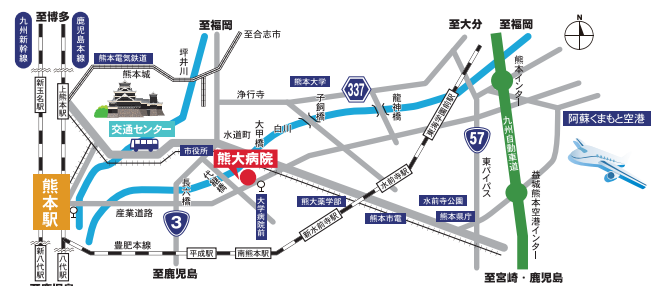 至博多
九州新幹線
鹿児島本線
至福岡
至合志市
至大分
至福岡
N
熊本電気鉄道
坪井川
熊本城
新玉名駅
上熊本駅
浄行寺
熊本大学
337
子飼橋
龍神橋
熊本インター
交通センター
水道町
大甲橋
白川
東海学園前駅
57
九州自動車道
阿蘇くまもと空港
市役所
熊大病院
代継橋
長六橋
水前寺駅
東バイパス
益城熊本空港インター
熊本駅
産業道路
3
大学病院前
熊大薬学部
新水前寺駅
熊本市電
水前寺公園
熊本県庁
豊肥本線
平成駅
南熊本駅
新八代駅
八代駅
至鹿児島
至宮崎・鹿児島
至鹿児島